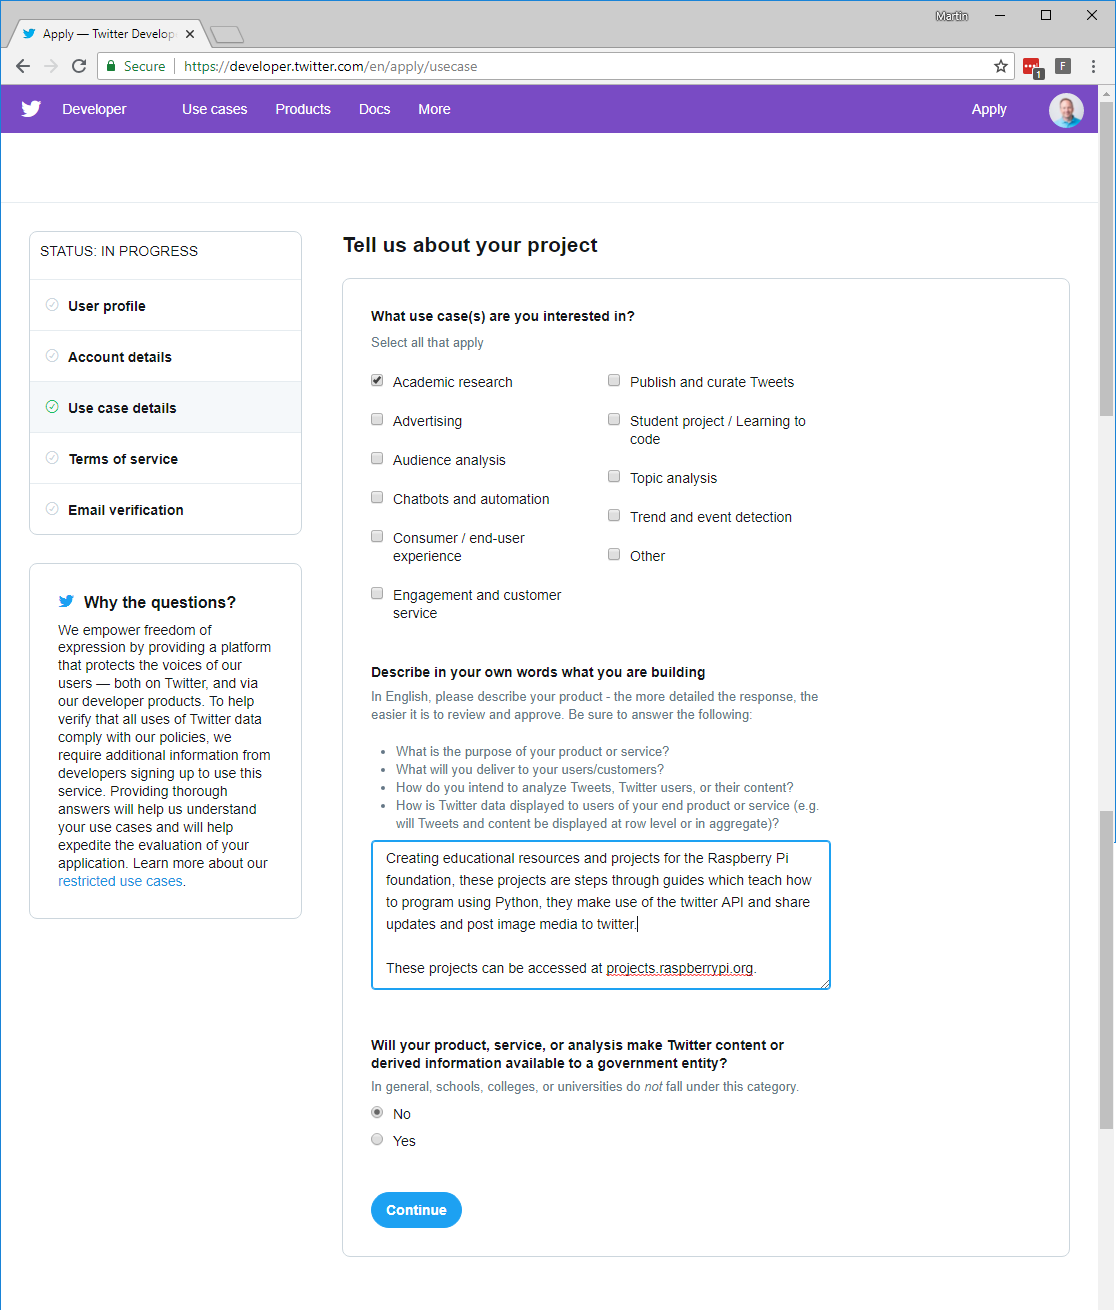 Martin
Apply — Twitter Develop
Secure
https://developer.twitter.com/en/apply/usecase
1
F
Developer
Use cases
Products
Docs
More
Apply
STATUS: IN PROGRESS
User profile
Account details
Use case details
Terms of service
Email verification
Why the questions?
We empower freedom of
expression by providing a platform
that protects the voices of our
users — both on Twitter, and via
our developer products. To help
verify that all uses of Twitter data
comply with our policies, we
require additional information from
developers signing up to use this
service. Providing thorough
answers will help us understand
your use cases and will help
expedite the evaluation of your
application. Learn more about our
restricted use cases.
Tell us about your project
What use case(s) are you interested in?
Select all that apply
Academic research
Advertising
Audience analysis
Chatbots and automation
Consumer / end-user
experience
Engagement and customer
service
Publish and curate Tweets
Student project / Learning to
code
Topic analysis
Trend and event detection
Other
Describe in your own words what you are building
In English, please describe your product - the more detailed the response, the
easier it is to review and approve. Be sure to answer the following:
• What is the purpose of your product or service?
• What will you deliver to your users/customers?
• How do you intend to analyze Tweets, Twitter users, or their content?
• How is Twitter data displayed to users of your end product or service (e.g.
will Tweets and content be displayed at row level or in aggregate)?
Creating educational resources and projects for the Raspberry Pi
foundation, these projects are steps through guides which teach how
to program using Python, they make use of the twitter API and share
updates and post image media to twitter.
These projects can be accessed at projects.raspberrypi.org.
Will your product, service, or analysis make Twitter content or
derived information available to a government entity?
In general, schools, colleges, or universities do not fall under this category.
No
Yes
Continue